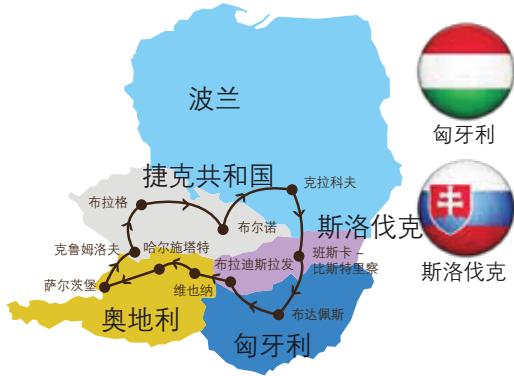 波兰
匈牙利
捷克共和国
克拉科夫
布拉格
斯洛伐克
布尔诺
克鲁姆洛夫
哈尔施塔特
班斯卡 –
比斯特里察
布拉迪斯拉发
斯洛伐克
萨尔茨堡
维也纳
奥地利
布达佩斯
匈牙利